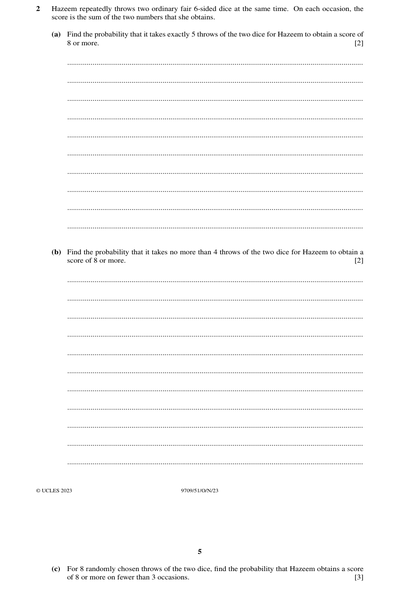 2 Hazeem repeatedly throws two ordinary fair 6-sided dice at the same time. On each occasion, the
score is the sum of the two numbers that she obtains.
(a) Find the probability that it takes exactly 5 throws of the two dice for Hazeem to obtain a score of
8 or more. [2]
(b) Find the probability that it takes no more than 4 throws of the two dice for Hazeem to obtain a
score of 8 or more. [2]
© UCLES 2023 9709/51/O/N/23
5
(c) For 8 randomly chosen throws of the two dice, find the probability that Hazeem obtains a score
of 8 or more on fewer than 3 occasions. [3]